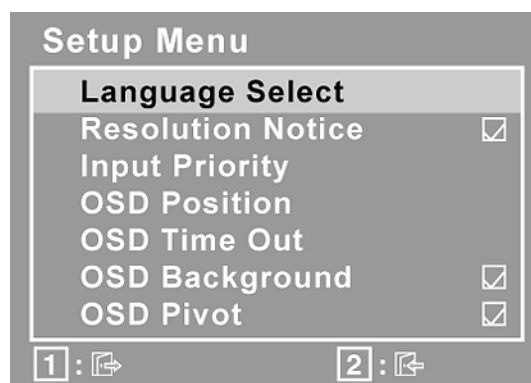 Setup Menu
Language Select
Resolution Notice
Input Priority
OSD Position
OSD Time Out
OSD Background
OSD Pivot
1 : 2 :